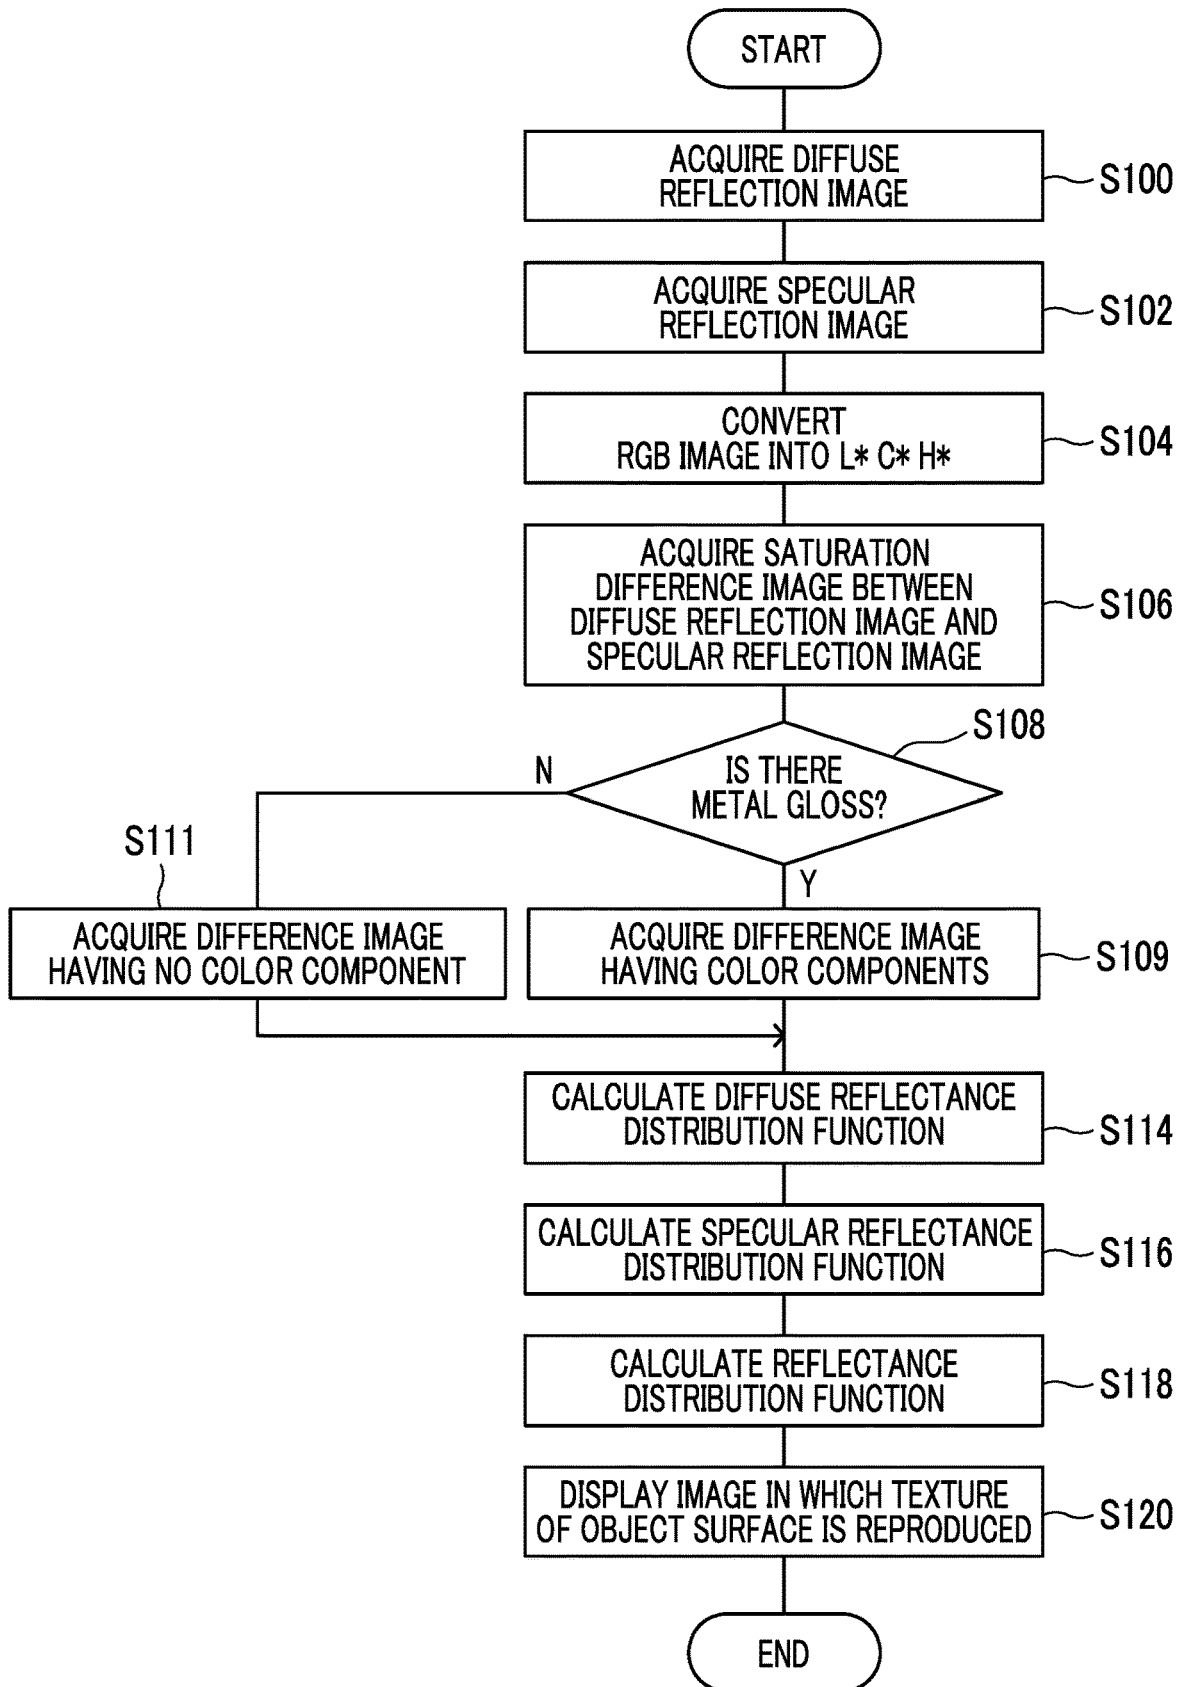 START
ACQUIRE DIFFUSE
REFLECTION IMAGE
S100
ACQUIRE SPECULAR
REFLECTION IMAGE
S102
CONVERT
RGB IMAGE INTO L* C* H*
S104
ACQUIRE SATURATION
DIFFERENCE IMAGE BETWEEN
DIFFUSE REFLECTION IMAGE AND
SPECULAR REFLECTION IMAGE
S106
S108
IS THERE
METAL GLOSS?
N
Y
S111
ACQUIRE DIFFERENCE IMAGE
HAVING NO COLOR COMPONENT
ACQUIRE DIFFERENCE IMAGE
HAVING COLOR COMPONENTS
S109
CALCULATE DIFFUSE REFLECTANCE
DISTRIBUTION FUNCTION
S114
CALCULATE SPECULAR REFLECTANCE
DISTRIBUTION FUNCTION
S116
CALCULATE REFLECTANCE
DISTRIBUTION FUNCTION
S118
DISPLAY IMAGE IN WHICH TEXTURE
OF OBJECT SURFACE IS REPRODUCED
S120
END